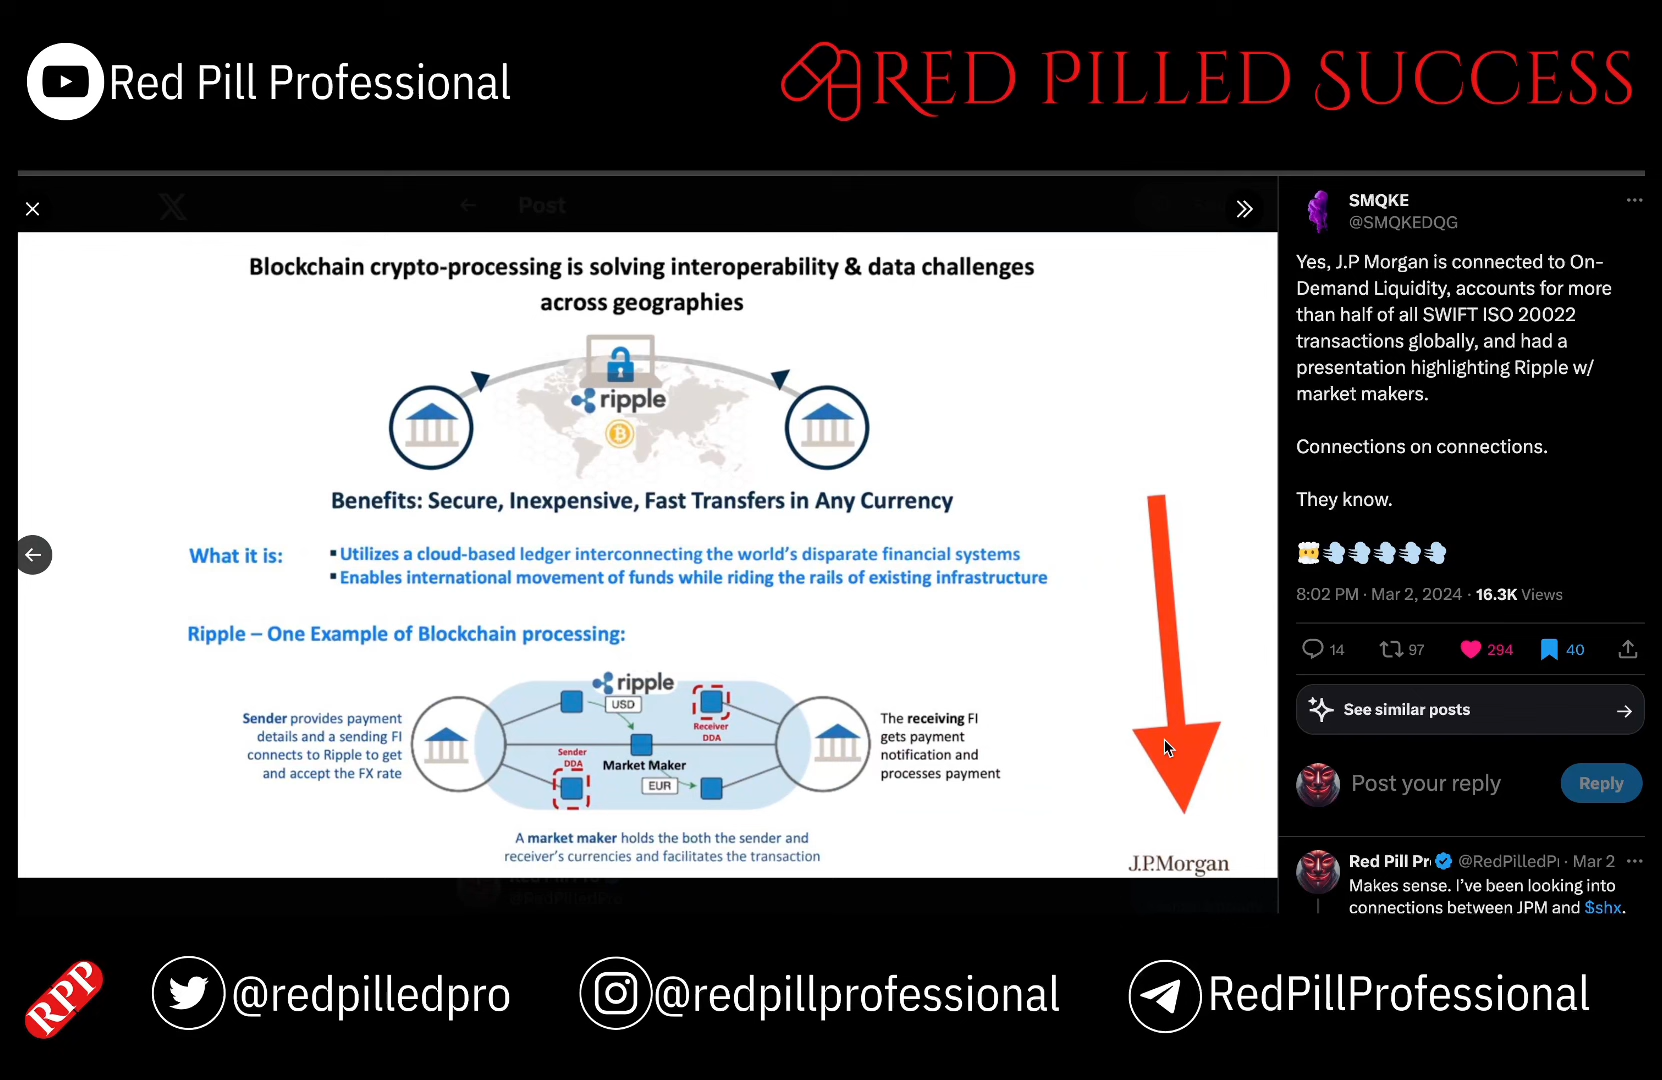 Red Pill Professional
RED PILLED SUCCESS
Post
Blockchain crypto-processing is solving interoperability & data challenges
across geographies
ripple
Benefits: Secure, Inexpensive, Fast Transfers in Any Currency
What it is:
▪ Utilizes a cloud-based ledger interconnecting the world's disparate financial systems
▪ Enables international movement of funds while riding the rails of existing infrastructure
Ripple – One Example of Blockchain processing:
Sender provides payment
details and a sending FI
connects to Ripple to get
and accept the FX rate
ripple
USD
Receiver
DDA
Sender
DDA
Market Maker
EUR
The receiving FI
gets payment
notification and
processes payment
A market maker holds the both the sender and
receiver's currencies and facilitates the transaction
J.P.Morgan
SMQKE
@SMQKEDQG
Yes, J.P Morgan is connected to On-
Demand Liquidity, accounts for more
than half of all SWIFT ISO 20022
transactions globally, and had a
presentation highlighting Ripple w/
market makers.
Connections on connections.
They know.
😶‍🌫️💨💨💨💨💨
8:02 PM · Mar 2, 2024 · 16.3K Views
14 97 294 40
See similar posts
Post your reply
Reply
Red Pill Pr @RedPilledP · Mar 2
Makes sense. I've been looking into
connections between JPM and $shx.
RPP
@redpilledpro
@redpillprofessional
RedPillProfessional